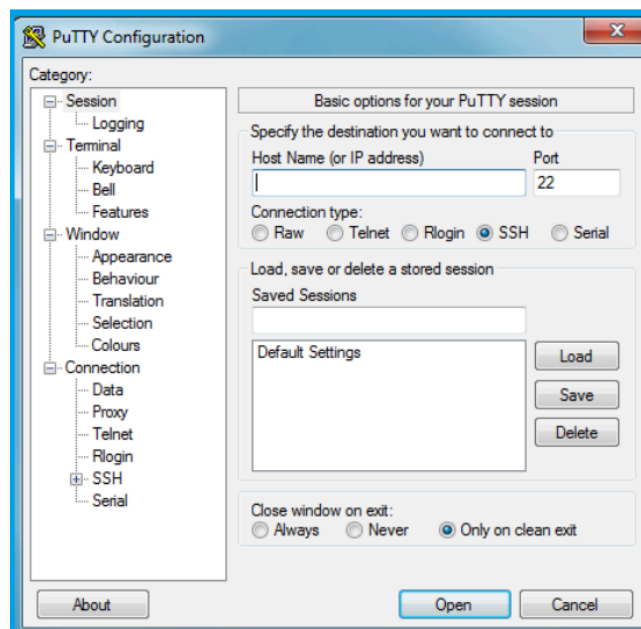 PuTTY Configuration
Category:
Session
Logging
Terminal
Keyboard
Bell
Features
Window
Appearance
Behaviour
Translation
Selection
Colours
Connection
Data
Proxy
Telnet
Rlogin
SSH
Serial
Basic options for your PuTTY session
Specify the destination you want to connect to
Host Name (or IP address) Port
22
Connection type:
Raw Telnet Rlogin SSH Serial
Load, save or delete a stored session
Saved Sessions
Default Settings
Load
Save
Delete
Close window on exit:
Always Never Only on clean exit
About Open Cancel